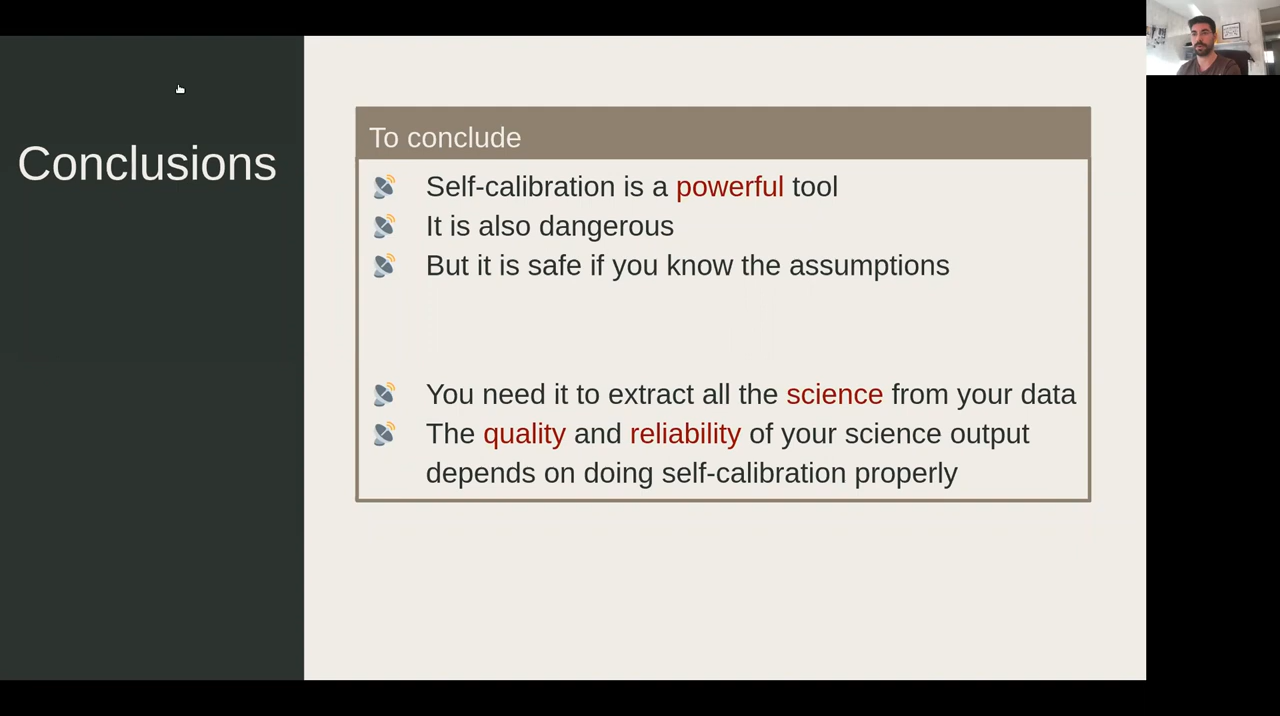 Conclusions
To conclude
Self-calibration is a powerful tool
It is also dangerous
But it is safe if you know the assumptions
You need it to extract all the science from your data
The quality and reliability of your science output
depends on doing self-calibration properly